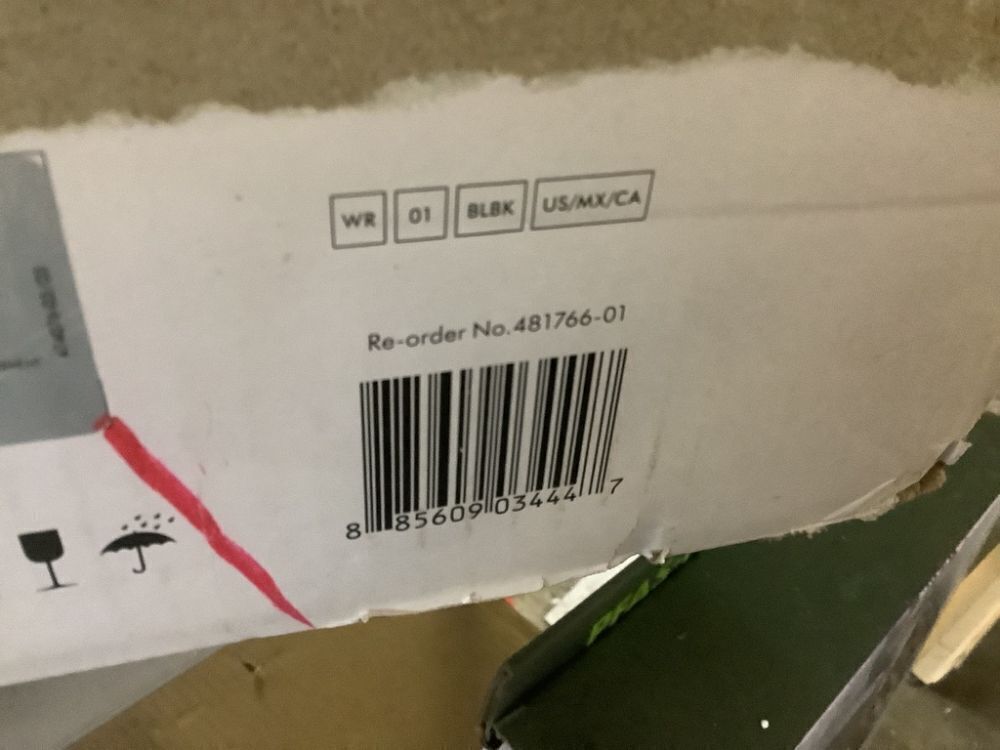 WR 01 BLBK US/MX/CA
Re-order No.481766-01
8 85609 03444 7